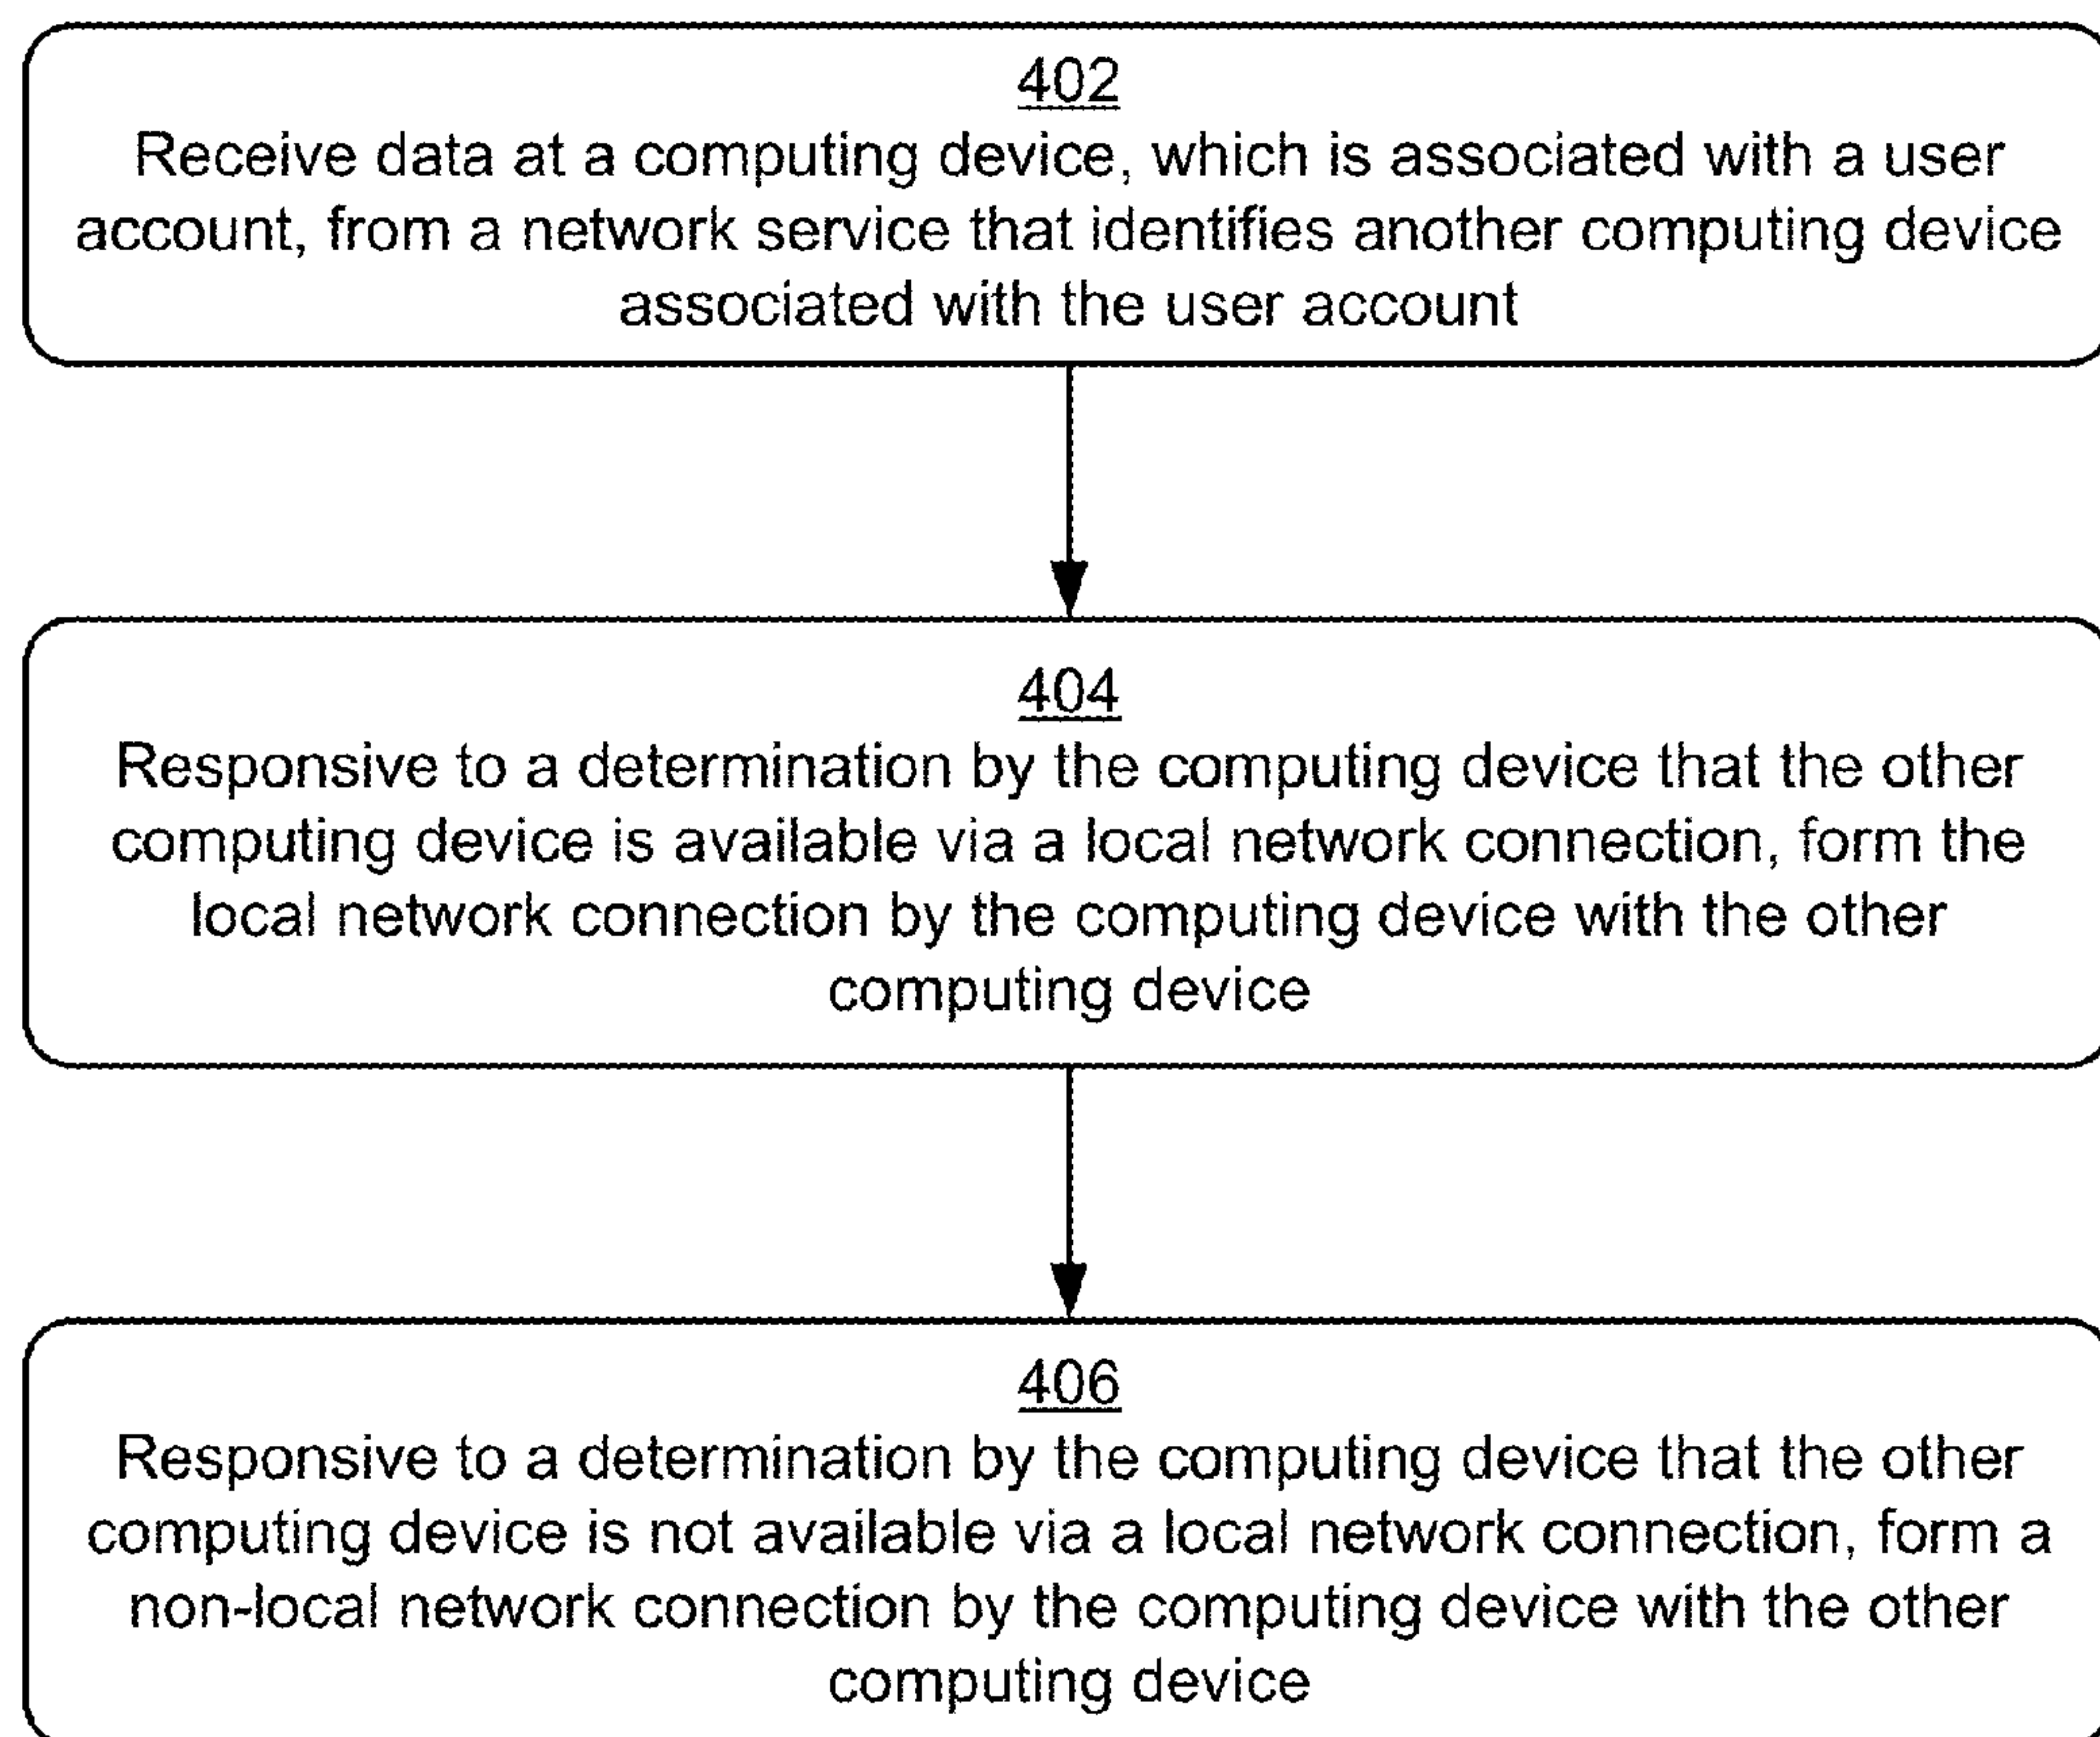 402
Receive data at a computing device, which is associated with a user
account, from a network service that identifies another computing device
associated with the user account
404
Responsive to a determination by the computing device that the other
computing device is available via a local network connection, form the
local network connection by the computing device with the other
computing device
406
Responsive to a determination by the computing device that the other
computing device is not available via a local network connection, form a
non-local network connection by the computing device with the other
computing device